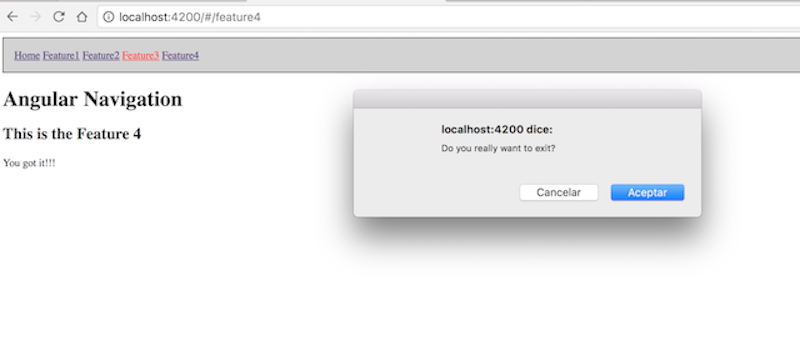 localhost:4200/#/feature4
Home Feature1 Feature2 Feature3 Feature4
Angular Navigation
This is the Feature 4
You got it!!!
localhost:4200 dice:
Do you really want to exit?
Cancelar Aceptar